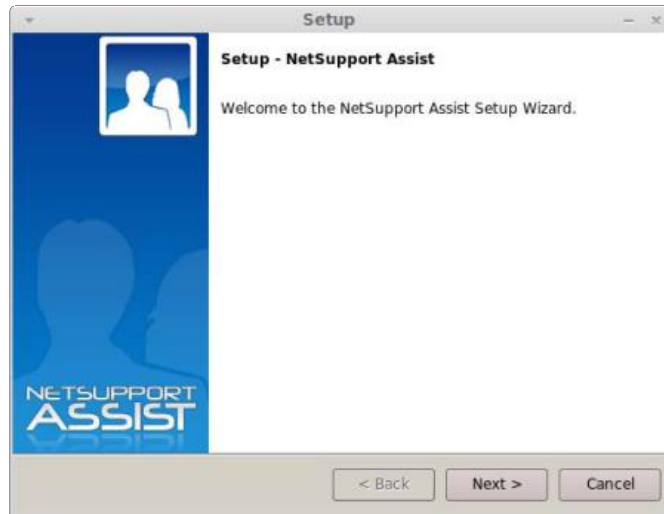 Setup
Setup - NetSupport Assist
Welcome to the NetSupport Assist Setup Wizard.
NETSUPPORT
ASSIST
< Back Next > Cancel